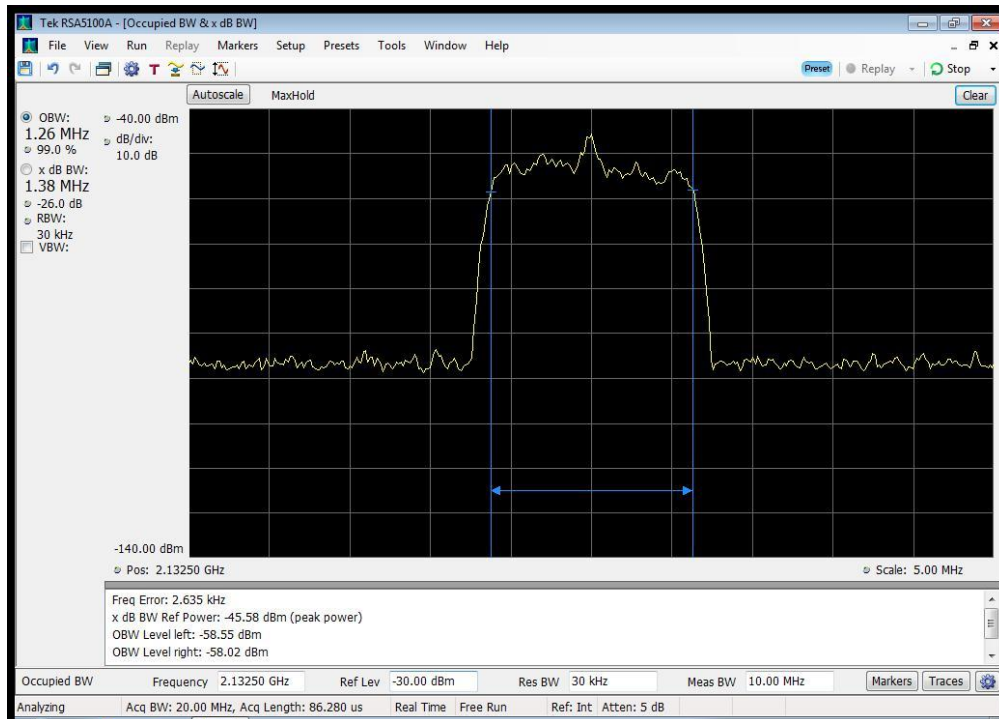 Tek RSA5100A - [Occupied BW & x dB BW]
File View Run Replay Markers Setup Presets Tools Window Help
T Preset Replay Stop
Autoscale MaxHold Clear
OBW:
1.26 MHz
99.0 %
x dB BW:
1.38 MHz
-26.0 dB
RBW:
30 kHz
VBW:
-40.00 dBm
dB/div:
10.0 dB
-140.00 dBm
Pos: 2.13250 GHz Scale: 5.00 MHz
Freq Error: 2.635 kHz
x dB BW Ref Power: -45.58 dBm (peak power)
OBW Level left: -58.55 dBm
OBW Level right: -58.02 dBm
Occupied BW Frequency 2.13250 GHz Ref Lev -30.00 dBm Res BW 30 kHz Meas BW 10.00 MHz Markers Traces
Analyzing Acq BW: 20.00 MHz, Acq Length: 86.280 us Real Time Free Run Ref: Int Atten: 5 dB